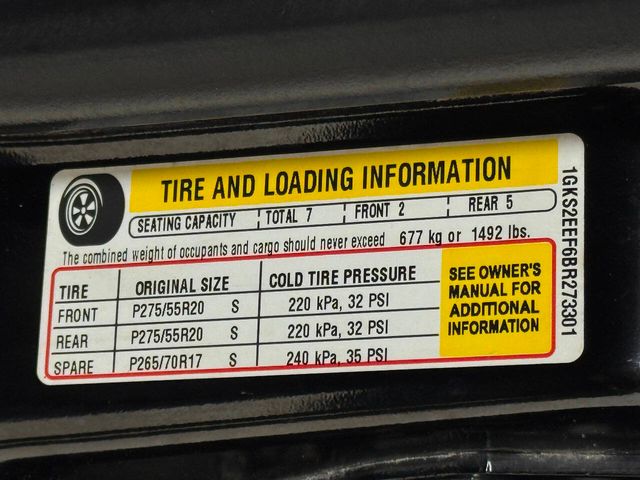 TIRE AND LOADING INFORMATION
SEATING CAPACITY TOTAL 7 FRONT 2 REAR 5
The combined weight of occupants and cargo should never exceed 677 kg or 1492 lbs.
TIRE ORIGINAL SIZE COLD TIRE PRESSURE
FRONT P275/55R20 S 220 kPa, 32 PSI
REAR P275/55R20 S 220 kPa, 32 PSI
SPARE P265/70R17 S 240 kPa, 35 PSI
SEE OWNER'S
MANUAL FOR
ADDITIONAL
INFORMATION
1GKS2EEF6BR273301